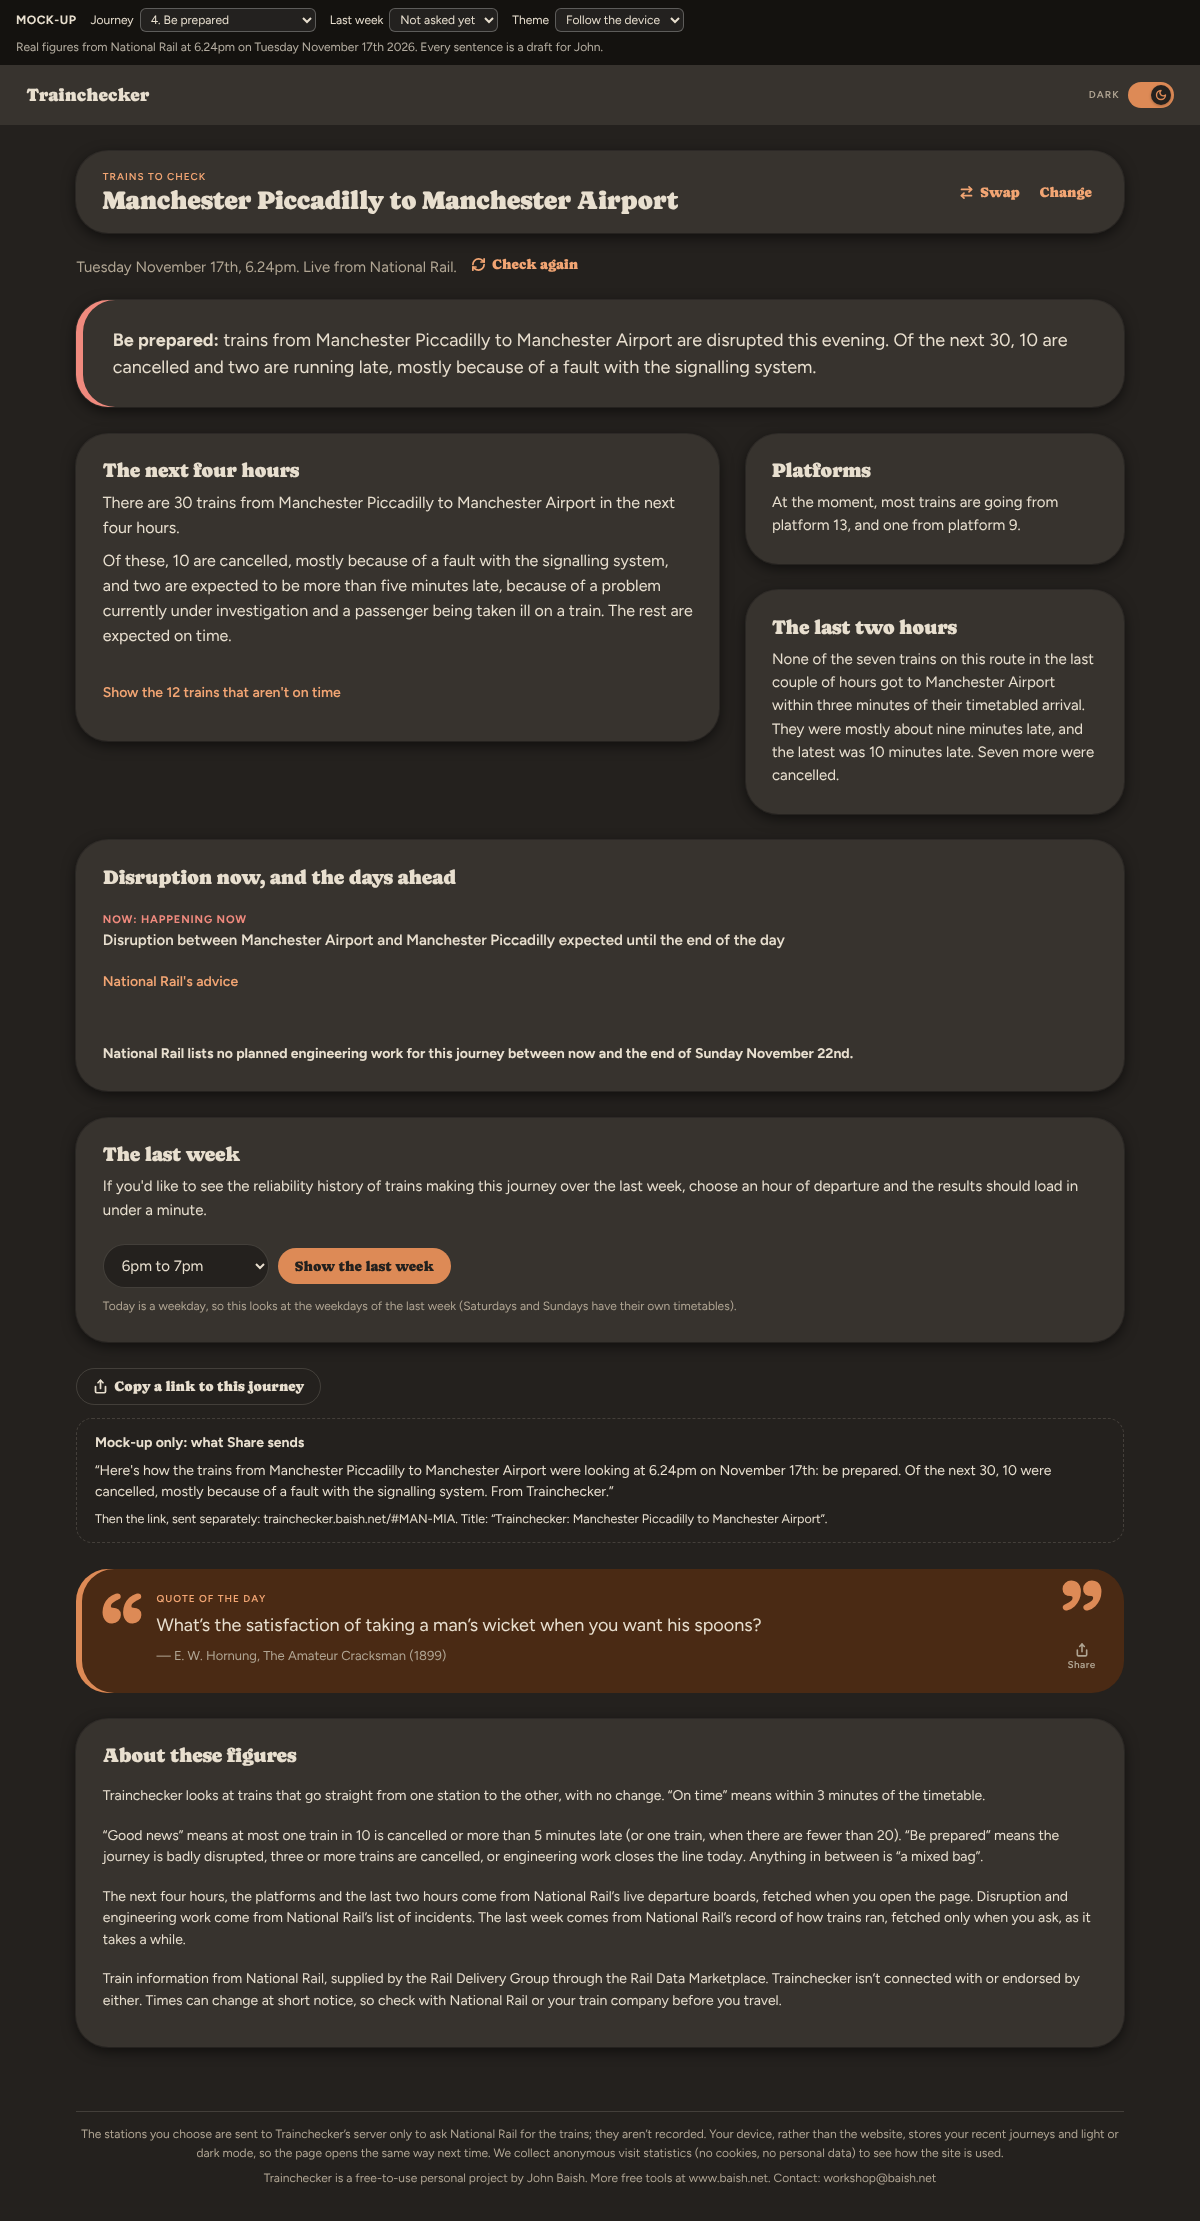 MOCK-UP Journey 4. Be prepared Last week Not asked yet Theme Follow the device
Real figures from National Rail at 6.24pm on Tuesday November 17th 2026. Every sentence is a draft for John.
Trainchecker
DARK
TRAINS TO CHECK
Manchester Piccadilly to Manchester Airport
Swap Change
Tuesday November 17th, 6.24pm. Live from National Rail. Check again
Be prepared: trains from Manchester Piccadilly to Manchester Airport are disrupted this evening. Of the next 30, 10 are
cancelled and two are running late, mostly because of a fault with the signalling system.
The next four hours
There are 30 trains from Manchester Piccadilly to Manchester Airport in the next
four hours.
Of these, 10 are cancelled, mostly because of a fault with the signalling system,
and two are expected to be more than five minutes late, because of a problem
currently under investigation and a passenger being taken ill on a train. The rest are
expected on time.
Show the 12 trains that aren't on time
Platforms
At the moment, most trains are going from
platform 13, and one from platform 9.
The last two hours
None of the seven trains on this route in the last
couple of hours got to Manchester Airport
within three minutes of their timetabled arrival.
They were mostly about nine minutes late, and
the latest was 10 minutes late. Seven more were
cancelled.
Disruption now, and the days ahead
NOW: HAPPENING NOW
Disruption between Manchester Airport and Manchester Piccadilly expected until the end of the day
National Rail's advice
National Rail lists no planned engineering work for this journey between now and the end of Sunday November 22nd.
The last week
If you'd like to see the reliability history of trains making this journey over the last week, choose an hour of departure and the results should load in
under a minute.
6pm to 7pm Show the last week
Today is a weekday, so this looks at the weekdays of the last week (Saturdays and Sundays have their own timetables).
Copy a link to this journey
Mock-up only: what Share sends
“Here's how the trains from Manchester Piccadilly to Manchester Airport were looking at 6.24pm on November 17th: be prepared. Of the next 30, 10 were
cancelled, mostly because of a fault with the signalling system. From Trainchecker.”
Then the link, sent separately: trainchecker.baish.net/#MAN-MIA. Title: “Trainchecker: Manchester Piccadilly to Manchester Airport”.
“ QUOTE OF THE DAY ”
What’s the satisfaction of taking a man’s wicket when you want his spoons?
— E. W. Hornung, The Amateur Cracksman (1899)
Share
About these figures
Trainchecker looks at trains that go straight from one station to the other, with no change. “On time” means within 3 minutes of the timetable.
“Good news” means at most one train in 10 is cancelled or more than 5 minutes late (or one train, when there are fewer than 20). “Be prepared” means the
journey is badly disrupted, three or more trains are cancelled, or engineering work closes the line today. Anything in between is “a mixed bag”.
The next four hours, the platforms and the last two hours come from National Rail’s live departure boards, fetched when you open the page. Disruption and
engineering work come from National Rail’s list of incidents. The last week comes from National Rail’s record of how trains ran, fetched only when you ask, as it
takes a while.
Train information from National Rail, supplied by the Rail Delivery Group through the Rail Data Marketplace. Trainchecker isn’t connected with or endorsed by
either. Times can change at short notice, so check with National Rail or your train company before you travel.
The stations you choose are sent to Trainchecker’s server only to ask National Rail for the trains; they aren’t recorded. Your device, rather than the website, stores your recent journeys and light or
dark mode, so the page opens the same way next time. We collect anonymous visit statistics (no cookies, no personal data) to see how the site is used.
Trainchecker is a free-to-use personal project by John Baish. More free tools at www.baish.net. Contact: workshop@baish.net